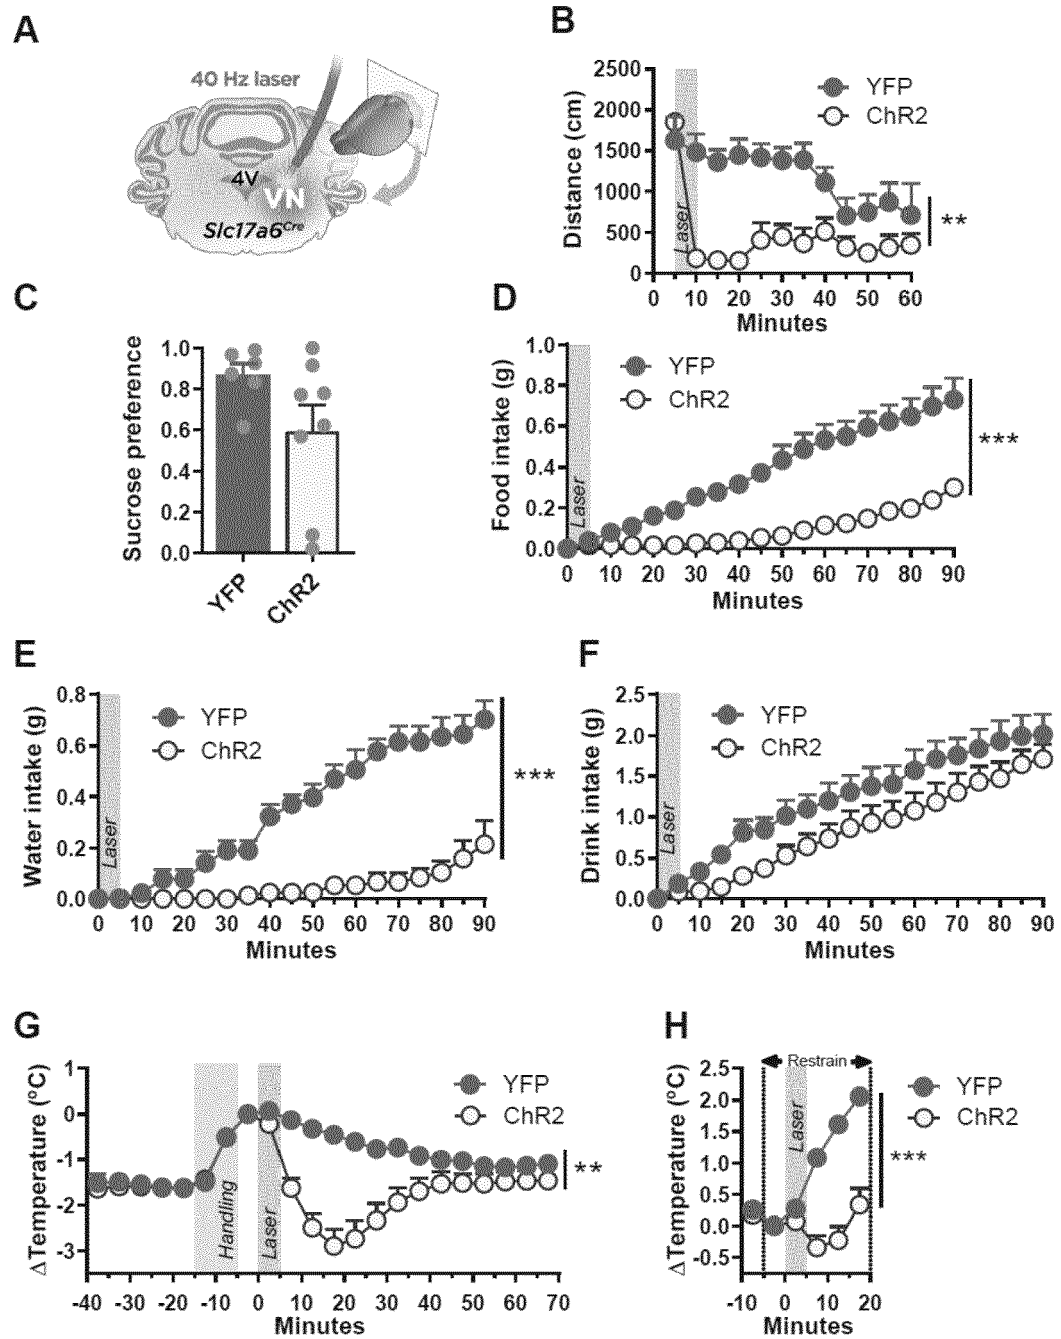 A
40 Hz laser
4V
VN
Slc17a6Cre
B
Distance (cm)
2500
2000
1500
1000
500
0
Laser
YFP
ChR2
**
0 10 20 30 40 50 60
Minutes
C
Sucrose preference
1.0
0.8
0.6
0.4
0.2
0.0
YFP
ChR2
D
Food intake (g)
1.0
0.8
0.6
0.4
0.2
0.0
Laser
YFP
ChR2
***
0 10 20 30 40 50 60 70 80 90
Minutes
E
Water intake (g)
0.8
0.6
0.4
0.2
0.0
Laser
YFP
ChR2
***
0 10 20 30 40 50 60 70 80 90
Minutes
F
Drink intake (g)
2.5
2.0
1.5
1.0
0.5
0.0
Laser
YFP
ChR2
0 10 20 30 40 50 60 70 80 90
Minutes
G
ΔTemperature (ºC)
1
0
-1
-2
-3
Handling
Laser
YFP
ChR2
**
-40 -30 -20 -10 0 10 20 30 40 50 60 70
Minutes
H
Restrain
ΔTemperature (ºC)
2.5
2.0
1.5
1.0
0.5
0.0
-0.5
Laser
YFP
ChR2
***
-10 0 10 20
Minutes